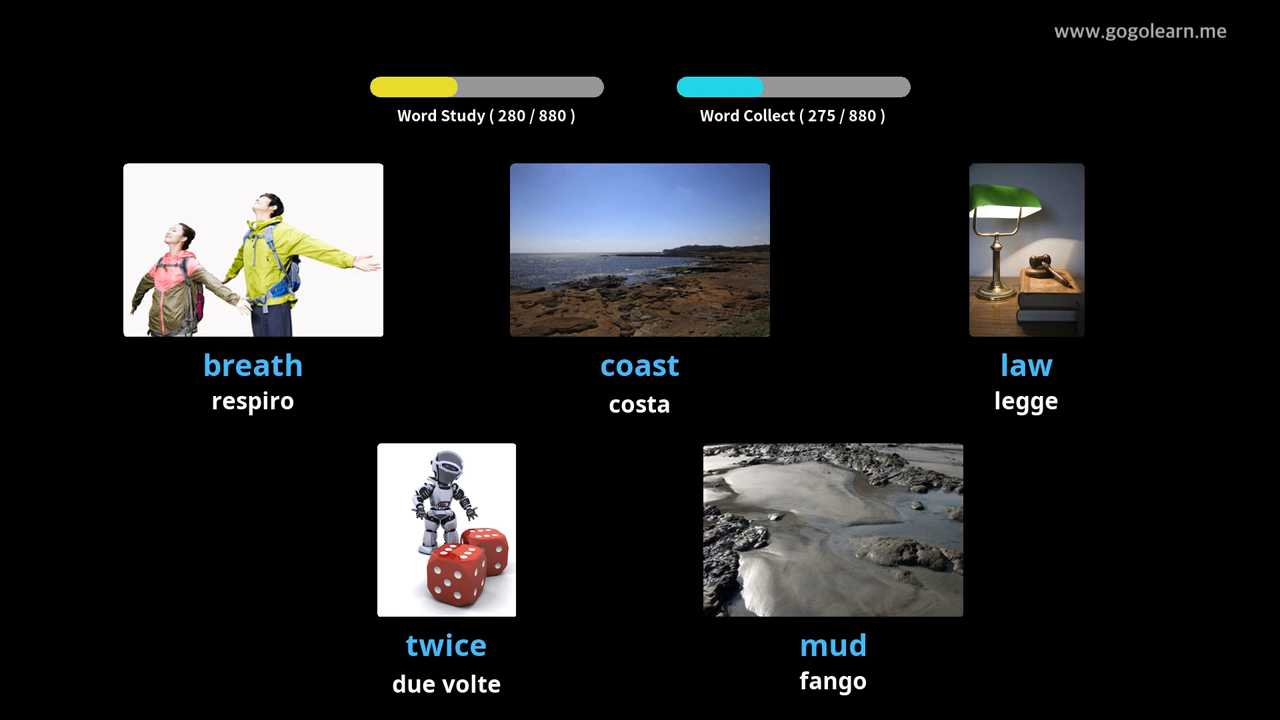 www.gogolearn.me
Word Study ( 280 / 880 )
Word Collect ( 275 / 880 )
breath
respiro
coast
costa
law
legge
twice
due volte
mud
fango